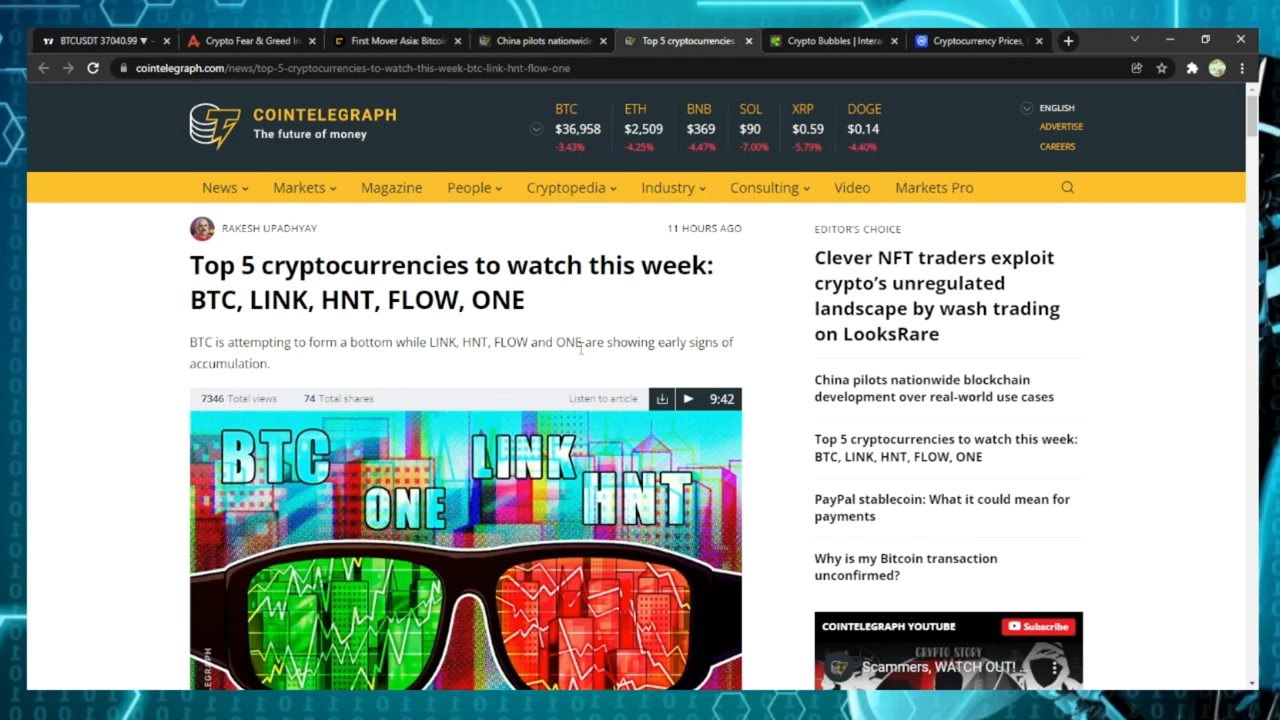 BTCUSDT 37040.99 ▼ –
Crypto Fear & Greed In
First Mover Asia: Bitcoin
China pilots nationwide
Top 5 cryptocurrencies
Crypto Bubbles | Intera
Cryptocurrency Prices,
cointelegraph.com/news/top-5-cryptocurrencies-to-watch-this-week-btc-link-hnt-flow-one
COINTELEGRAPH
The future of money
BTC ETH BNB SOL XRP DOGE
$36,958 $2,509 $369 $90 $0.59 $0.14
-3.43% -4.25% -4.47% -7.00% -5.79% -4.40%
ENGLISH
ADVERTISE
CAREERS
News Markets Magazine People Cryptopedia Industry Consulting Video Markets Pro
RAKESH UPADHYAY
11 HOURS AGO
Top 5 cryptocurrencies to watch this week:
BTC, LINK, HNT, FLOW, ONE
BTC is attempting to form a bottom while LINK, HNT, FLOW and ONE are showing early signs of
accumulation.
7346 Total views 74 Total shares Listen to article 9:42
BTC
LINK
ONE
HNT
EDITOR'S CHOICE
Clever NFT traders exploit
crypto's unregulated
landscape by wash trading
on LooksRare
China pilots nationwide blockchain
development over real-world use cases
Top 5 cryptocurrencies to watch this week:
BTC, LINK, HNT, FLOW, ONE
PayPal stablecoin: What it could mean for
payments
Why is my Bitcoin transaction
unconfirmed?
COINTELEGRAPH YOUTUBE
Subscribe
CRYPTO STORY
Scammers, WATCH OUT! ...